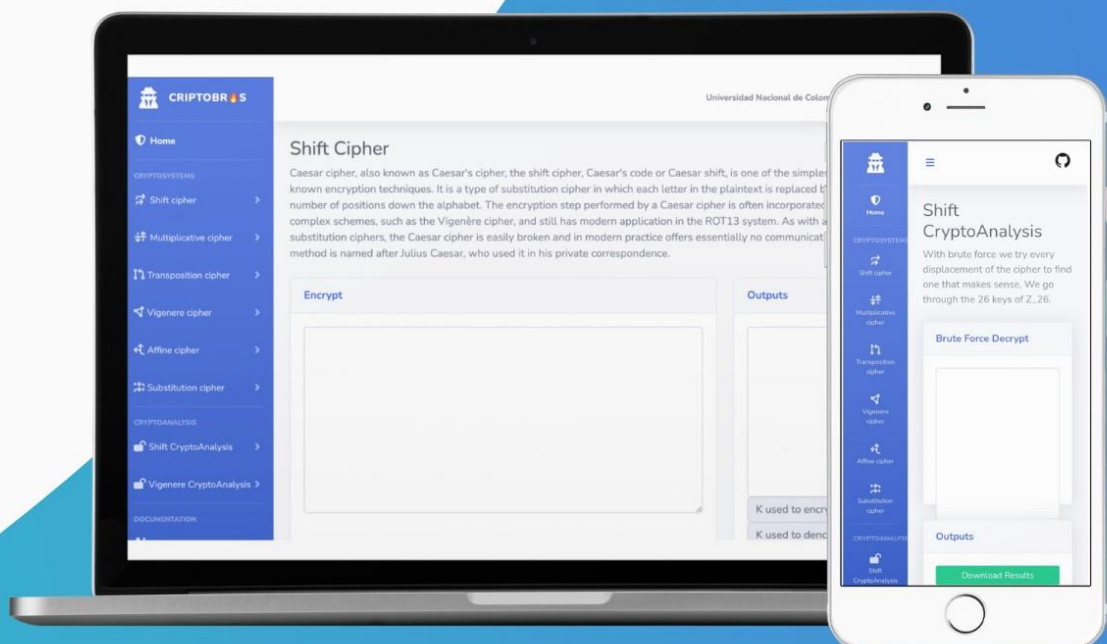 CRIPTOBR🔥S
Home
CRYPTOSYSTEMS
Shift cipher
Multiplicative cipher
Transposition cipher
Vigenere cipher
Affine cipher
Substitution cipher
CRYPTOANALYSIS
Shift CryptoAnalysis
Vigenere CryptoAnalysis
DOCUMENTATION
Universidad Nacional de Colom
Shift Cipher
Caesar cipher, also known as Caesar's cipher, the shift cipher, Caesar's code or Caesar shift, is one of the simples
known encryption techniques. It is a type of substitution cipher in which each letter in the plaintext is replaced
number of positions down the alphabet. The encryption step performed by a Caesar cipher is often incorporated
complex schemes, such as the Vigenère cipher, and still has modern application in the ROT13 system. As with
substitution ciphers, the Caesar cipher is easily broken and in modern practice offers essentially no communicat
method is named after Julius Caesar, who used it in his private correspondence.
Encrypt
Outputs
K used to encry
K used to denc
Home
CRYPTOSYSTEMS
Shift cipher
Multiplicative
cipher
Transposition
cipher
Vigenere
cipher
Affine cipher
Substitution
cipher
CRYPTOANALYSIS
Shift
CryptoAnalysis
Shift
CryptoAnalysis
With brute force we try every
displacement of the cipher to find
one that makes sense, We go
through the 26 keys of Z_26.
Brute Force Decrypt
Outputs
Download Results